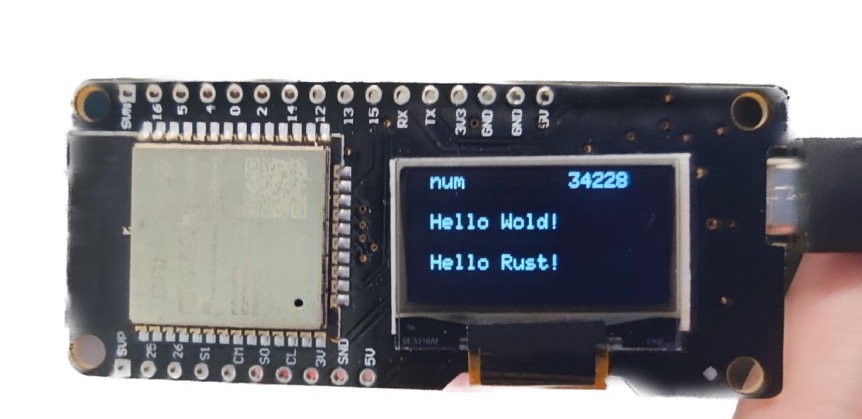 SVN 16 5 4 0 2 14 12 13 15 RX TX 3V3 GND GND 5V
num 34228
Hello Wold!
Hello Rust!
SVP 25 26 S1 CM S0 CL 3V GND 5V